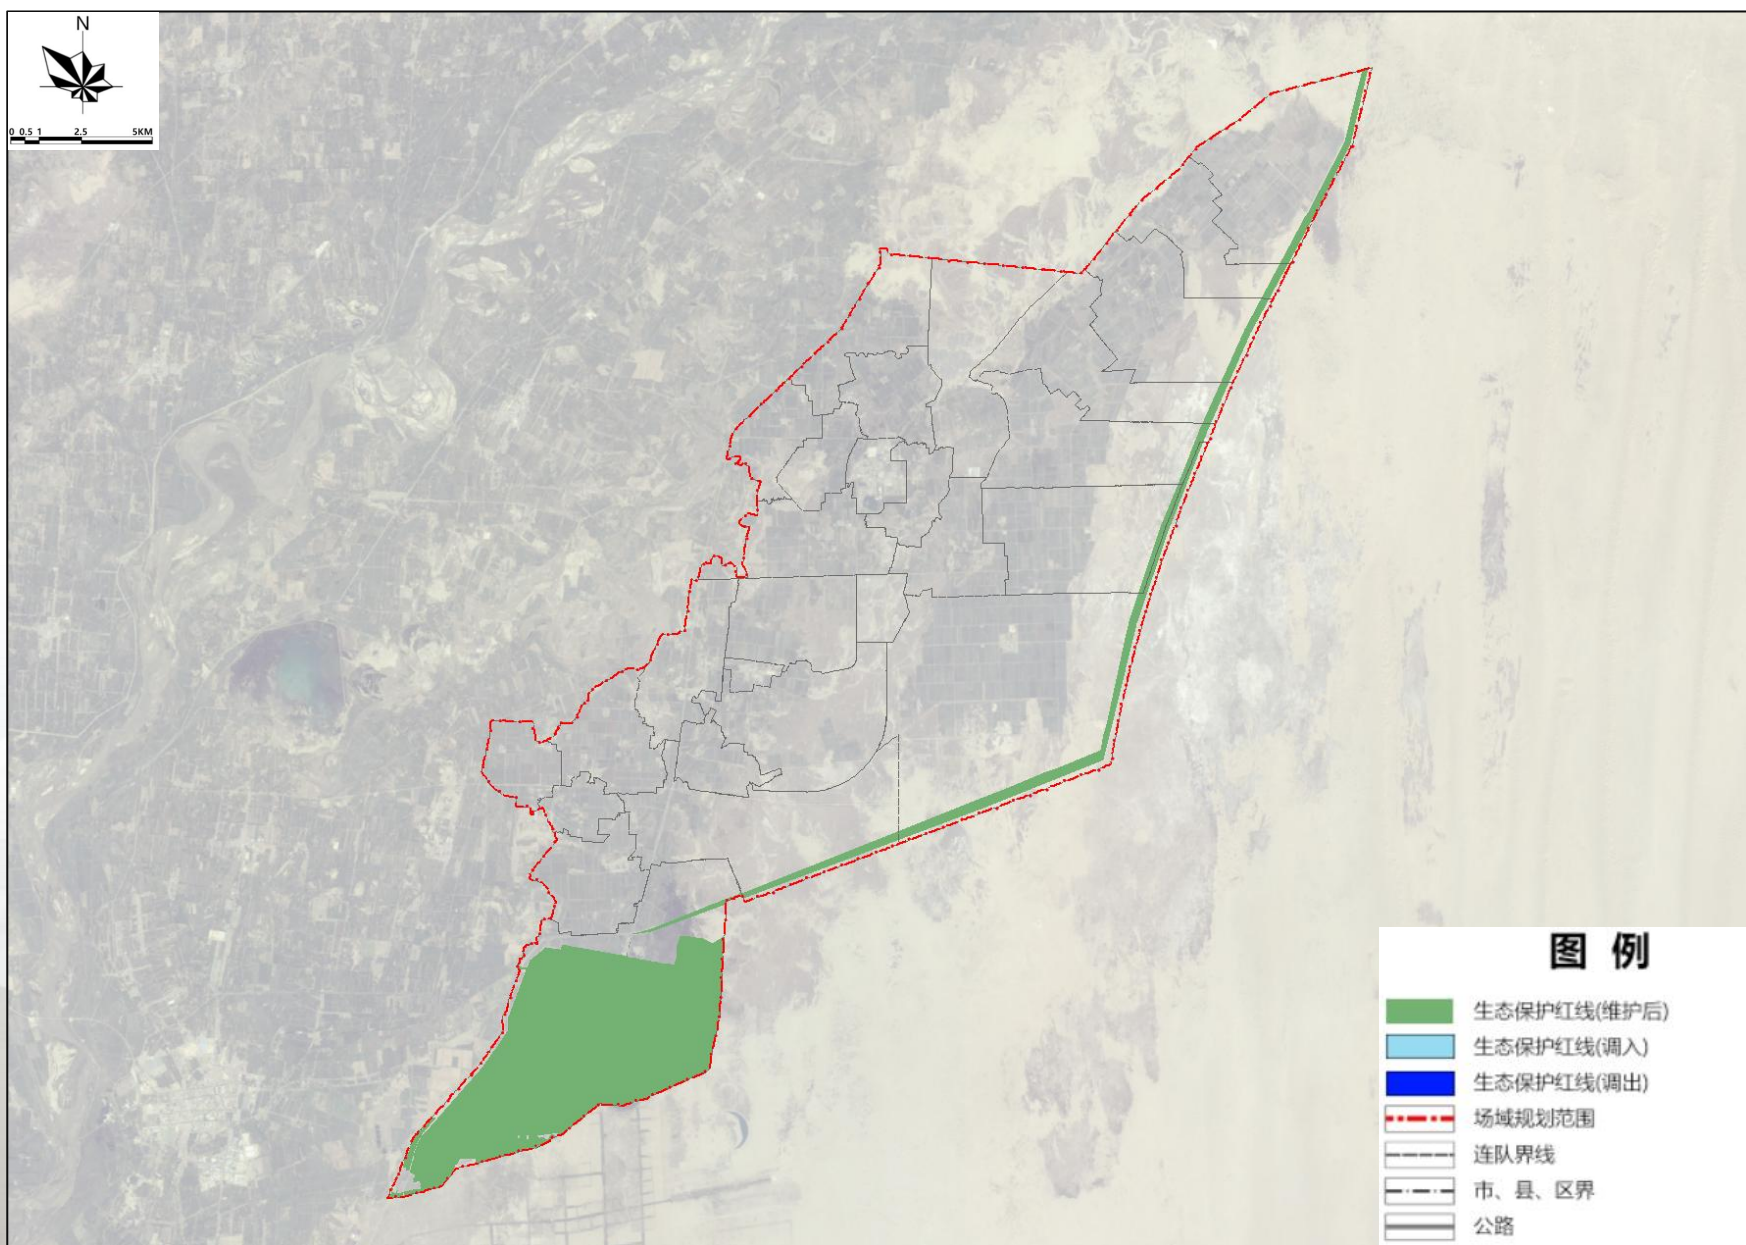 N
0 0.5 1 2.5 5KM
图 例
生态保护红线(维护后)
生态保护红线(调入)
生态保护红线(调出)
场域规划范围
连队界线
市、县、区界
公路